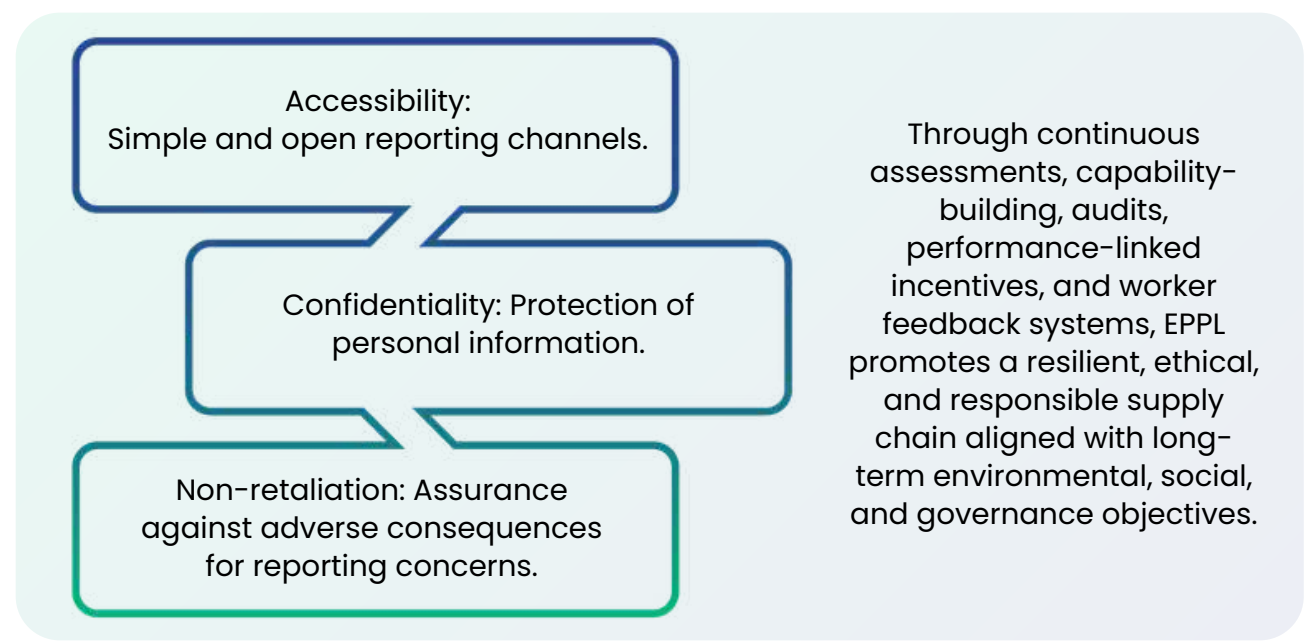 Accessibility:
Simple and open reporting channels.
Confidentiality: Protection of
personal information.
Non-retaliation: Assurance
against adverse consequences
for reporting concerns.
Through continuous
assessments, capability-
building, audits,
performance-linked
incentives, and worker
feedback systems, EPPL
promotes a resilient, ethical,
and responsible supply
chain aligned with long-
term environmental, social,
and governance objectives.